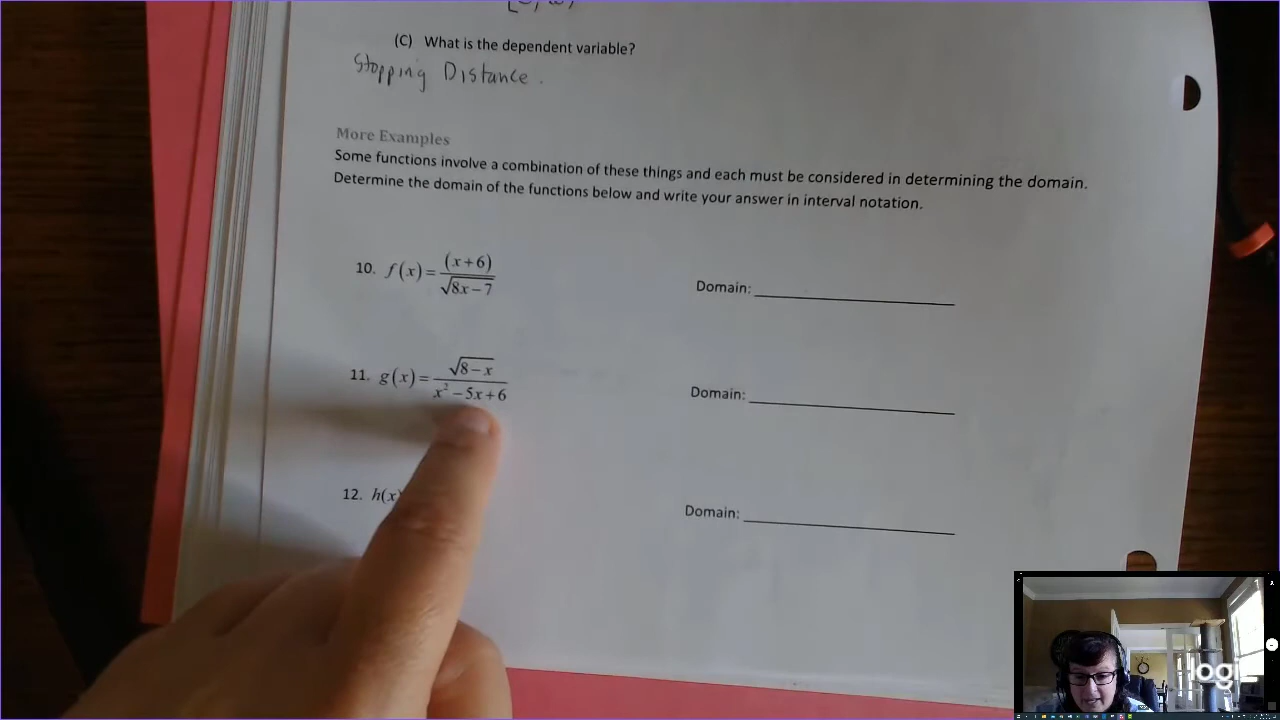 (C) What is the dependent variable?
Stopping Distance.
More Examples
Some functions involve a combination of these things and each must be considered in determining the domain.
Determine the domain of the functions below and write your answer in interval notation.
10. f(x)=(x+6)/√8x−7
Domain:
11. g(x)=√8−x/x²−5x+6
Domain:
12. h(x)
Domain:
logi